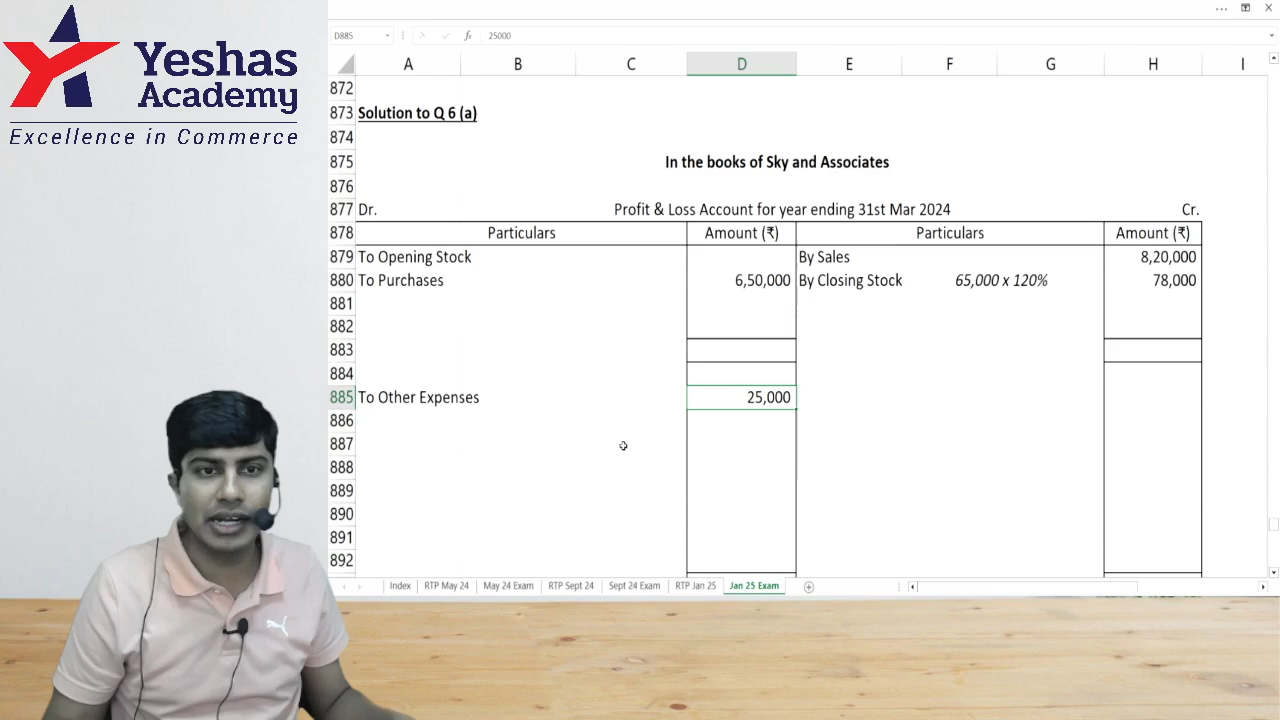 Yeshas
Academy
Excellence in Commerce
D885
fx
25000
A B C D E F G H I
872
873 Solution to Q 6 (a)
874
875 In the books of Sky and Associates
876
877 Dr. Profit & Loss Account for year ending 31st Mar 2024 Cr.
878 Particulars Amount (₹) Particulars Amount (₹)
879 To Opening Stock By Sales 8,20,000
880 To Purchases 6,50,000 By Closing Stock 65,000 x 120% 78,000
881
882
883
884
885 To Other Expenses 25,000
886
887
888
889
890
891
892
Index RTP May 24 May 24 Exam RTP Sept 24 Sept 24 Exam RTP Jan 25 Jan 25 Exam